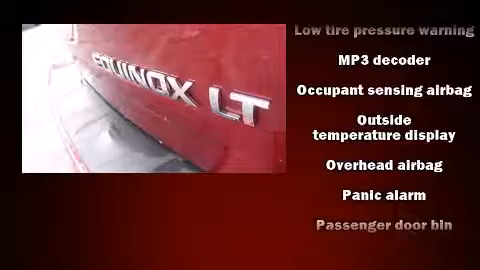 EQUINOX LT
Low tire pressure warning
MP3 decoder
Occupant sensing airbag
Outside
temperature display
Overhead airbag
Panic alarm
Passenger door bin